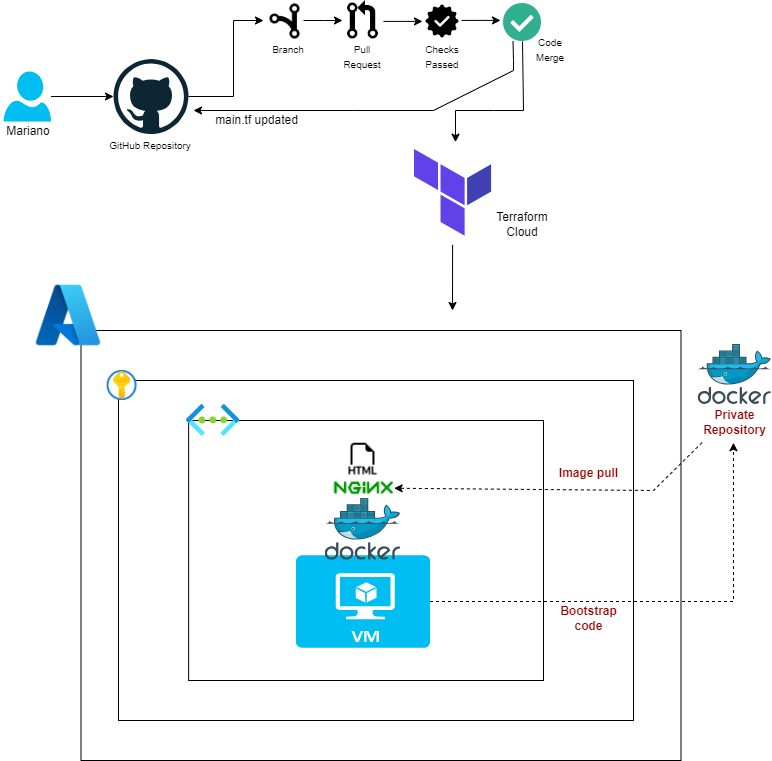 Branch
Pull
Request
Checks
Passed
Code
Merge
Mariano
GitHub Repository
main.tf updated
Terraform
Cloud
docker
Private
Repository
HTML
NGiNX
Image pull
docker
VM
Bootstrap
code